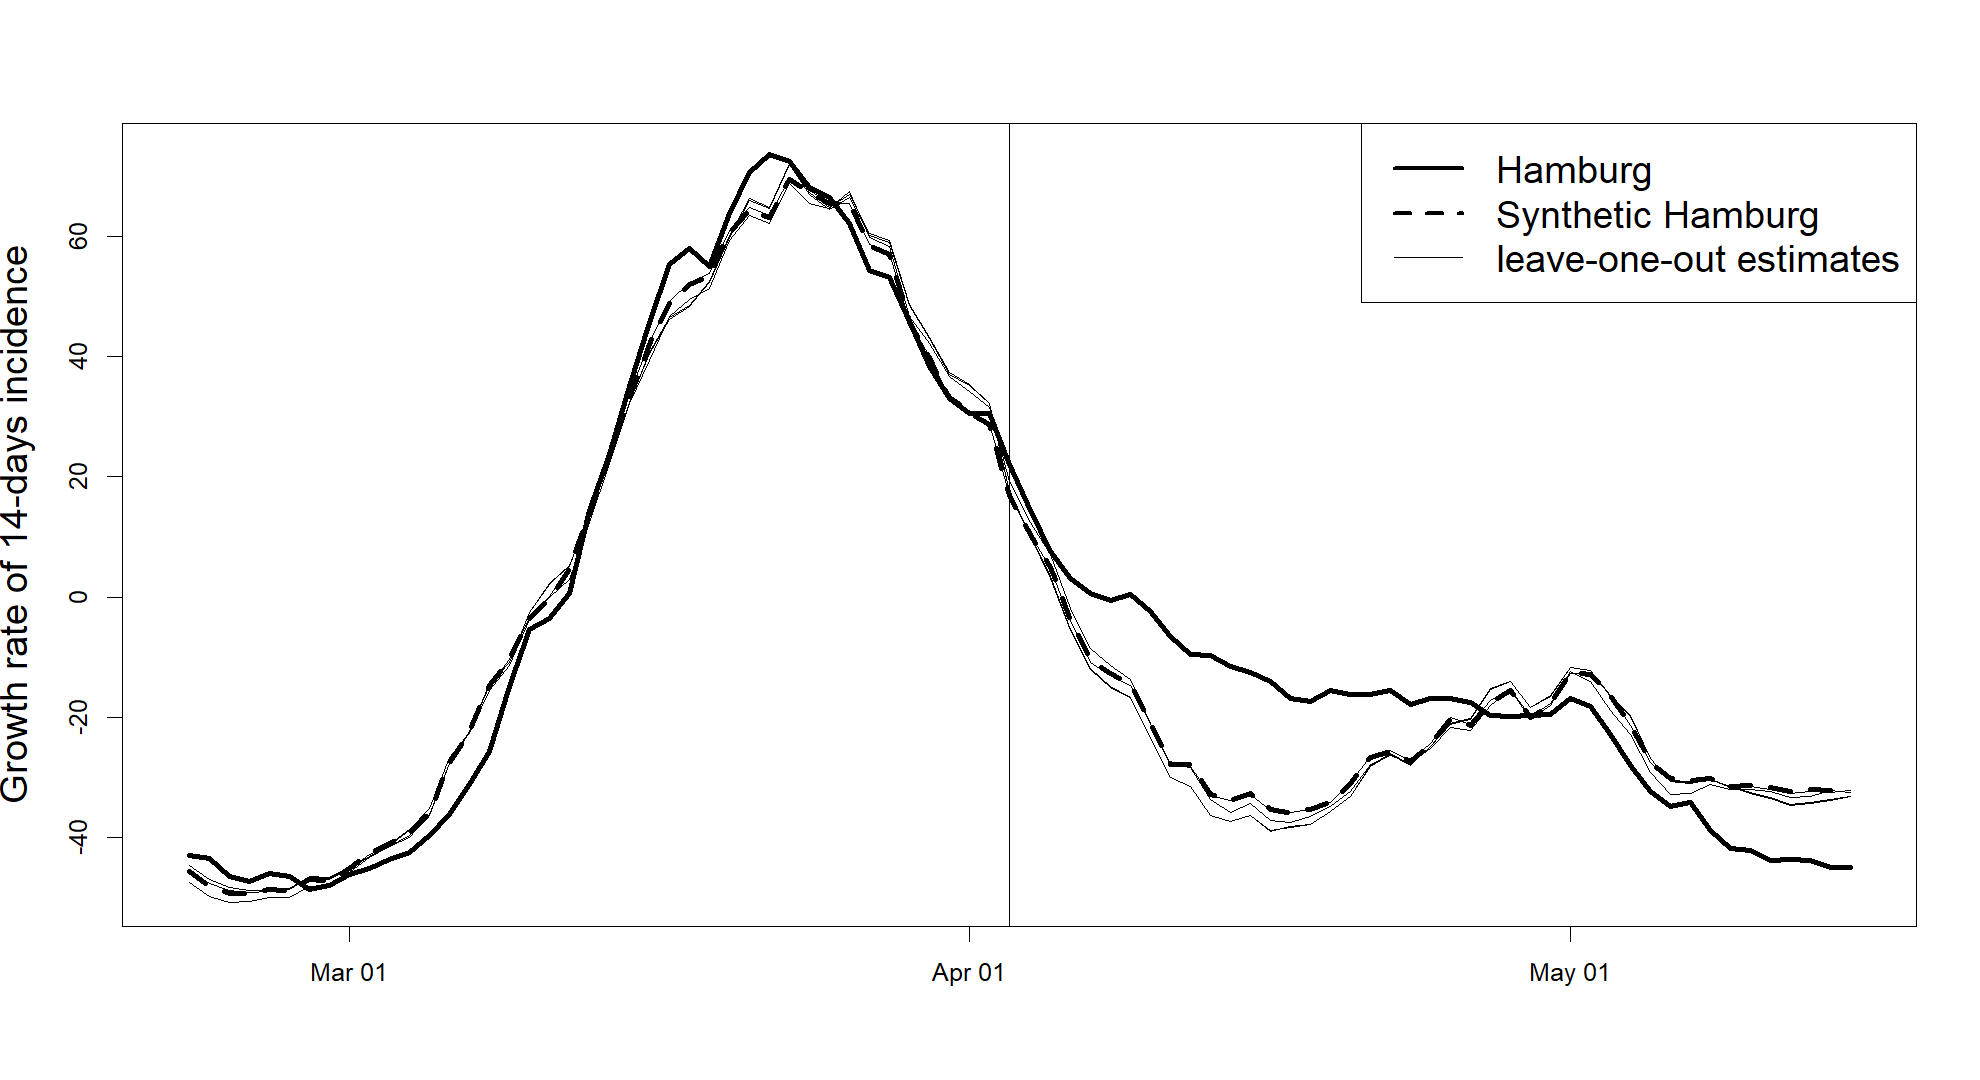 Growth rate of 14-days incidence
60
40
20
0
-20
-40
Mar 01
Apr 01
May 01
Hamburg
Synthetic Hamburg
leave-one-out estimates